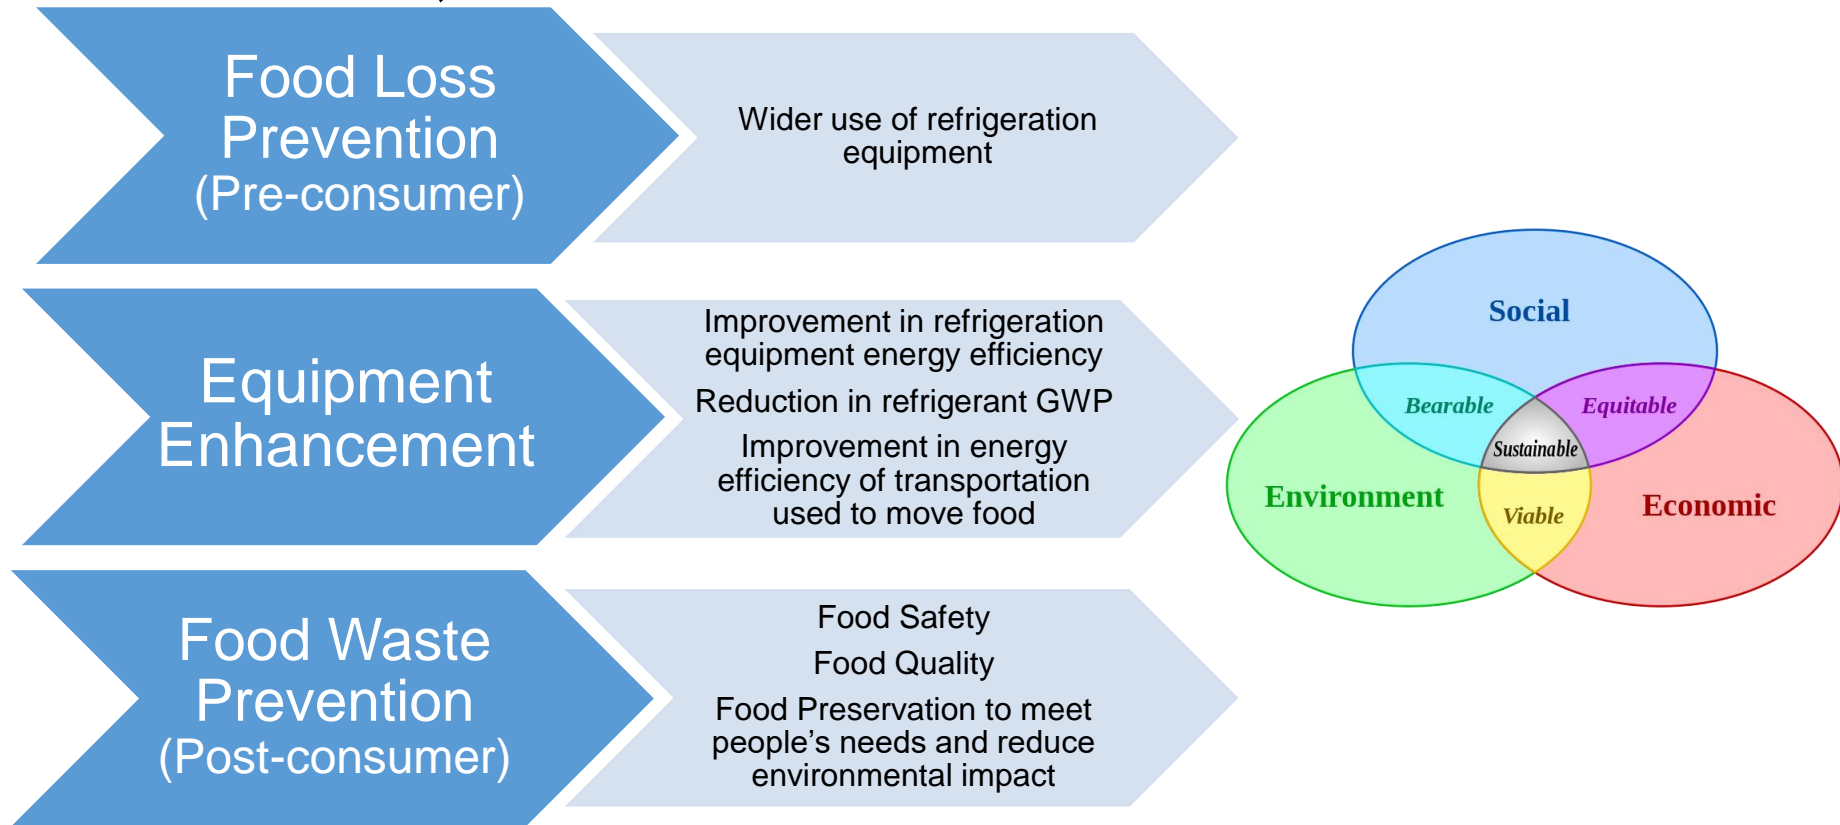 Food Loss
Prevention
(Pre-consumer)
Wider use of refrigeration
equipment
Equipment
Enhancement
Improvement in refrigeration
equipment energy efficiency
Reduction in refrigerant GWP
Improvement in energy
efficiency of transportation
used to move food
Food Waste
Prevention
(Post-consumer)
Food Safety
Food Quality
Food Preservation to meet
people’s needs and reduce
environmental impact
Social
Bearable
Equitable
Sustainable
Environment
Economic
Viable